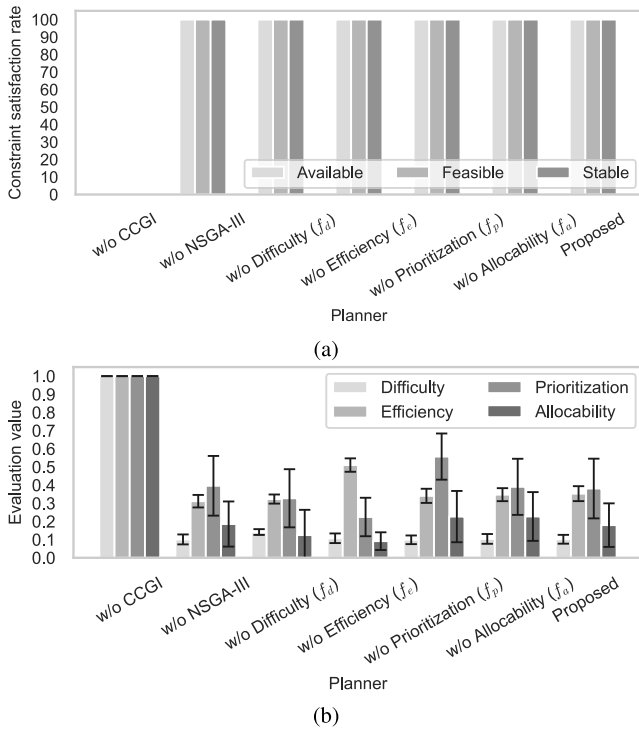 Constraint satisfaction rate
100
90
80
70
60
50
40
30
20
10
0
Available Feasible Stable
w/o CCGI
w/o NSGA-III
w/o Difficulty (f_d)
w/o Efficiency (f_e)
w/o Prioritization (f_p)
w/o Allocability (f_a)
Proposed
Planner
(a)
Evaluation value
1.0
0.9
0.8
0.7
0.6
0.5
0.4
0.3
0.2
0.1
0.0
Difficulty Prioritization
Efficiency Allocability
w/o CCGI
w/o NSGA-III
w/o Difficulty (f_d)
w/o Efficiency (f_e)
w/o Prioritization (f_p)
w/o Allocability (f_a)
Proposed
Planner
(b)